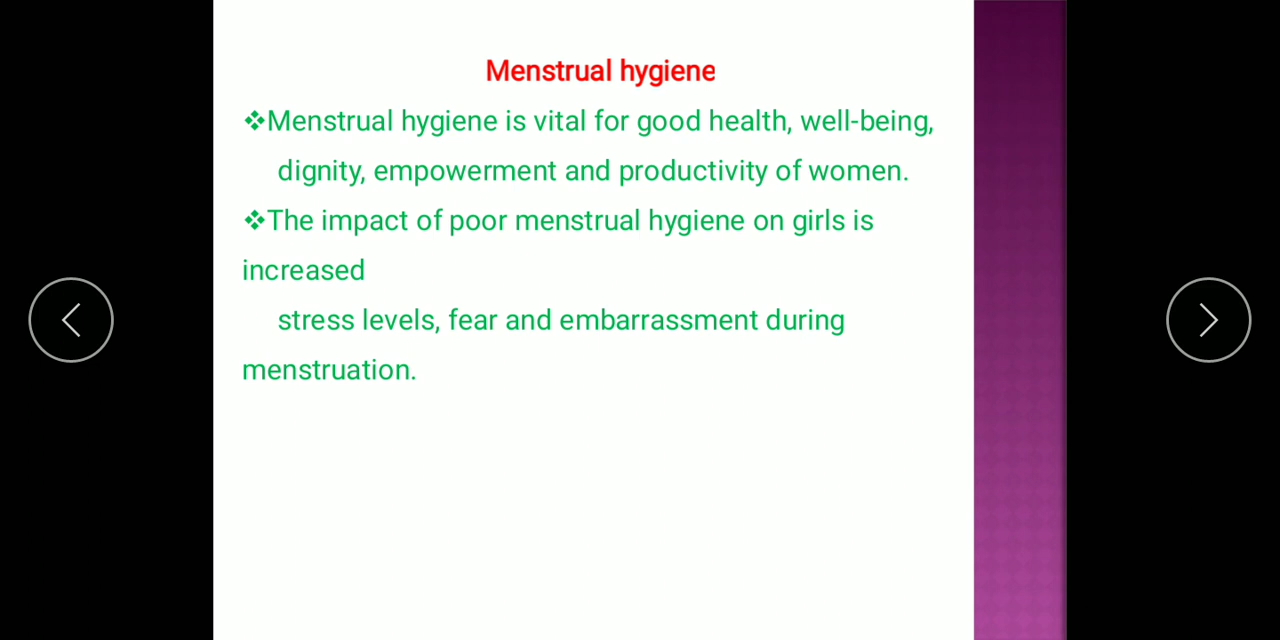 Menstrual hygiene
❖Menstrual hygiene is vital for good health, well-being,
dignity, empowerment and productivity of women.
❖The impact of poor menstrual hygiene on girls is
increased
stress levels, fear and embarrassment during
menstruation.